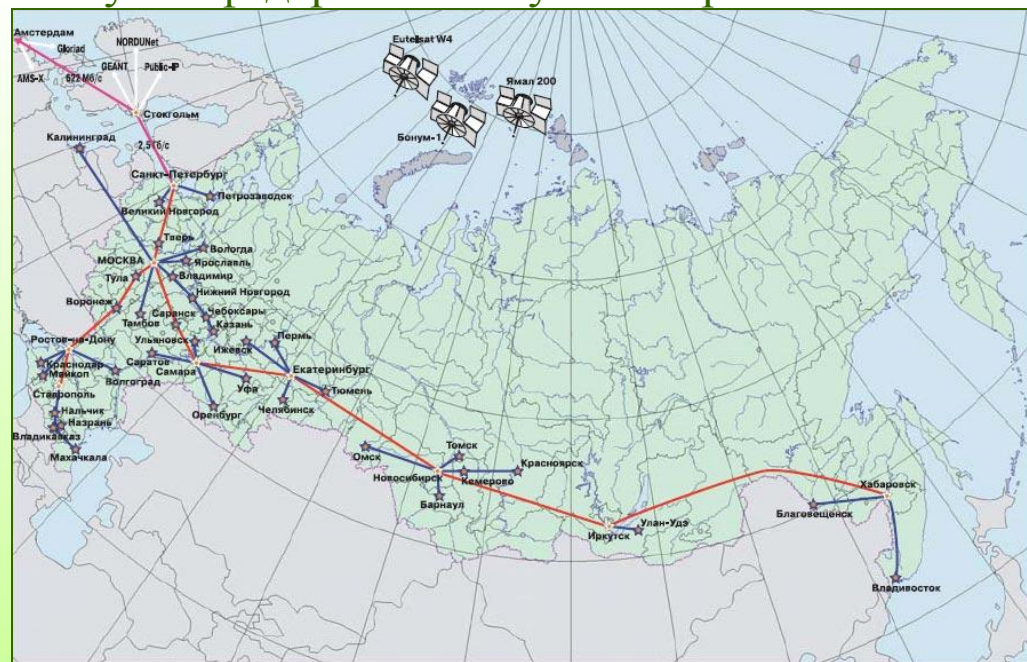 Амстердам
NORDUNet
Gloriad
GEANT
Public-IP
AMS-X
622 Мб/с
Стокгольм
Eutelsat W4
Ямал 200
Бонум-1
Калининград
2,5 Гб/с
Санкт-Петербург
Петрозаводск
Великий Новгород
Тверь
Вологда
МОСКВА
Ярославль
Тула
Владимир
Нижний Новгород
Воронеж
Чебоксары
Саранск
Тамбов
Казань
Ростов-на-Дону
Ульяновск
Пермь
Ижевск
Краснодар
Саратов
Екатеринбург
Майкоп
Самара
Волгоград
Уфа
Тюмень
Ставрополь
Челябинск
Оренбург
Нальчик
Назрань
Владикавказ
Махачкала
Омск
Томск
Красноярск
Новосибирск
Кемерово
Барнаул
Иркутск
Улан-Удэ
Хабаровск
Благовещенск
Владивосток